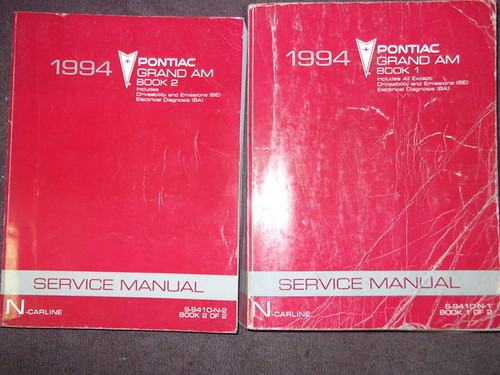 1994 PONTIAC
GRAND AM
BOOK 2
Includes
Driveability and Emissions (6E)
Electrical Diagnosis (8A)
SERVICE MANUAL
N-CARLINE
S-9410-N-2
BOOK 2 OF 2
1994 PONTIAC
GRAND AM
BOOK 1
Includes All Except:
Driveability and Emissions (6E)
Electrical Diagnosis (8A)
SERVICE MANUAL
N-CARLINE
S-9410-N-1
BOOK 1 OF 2